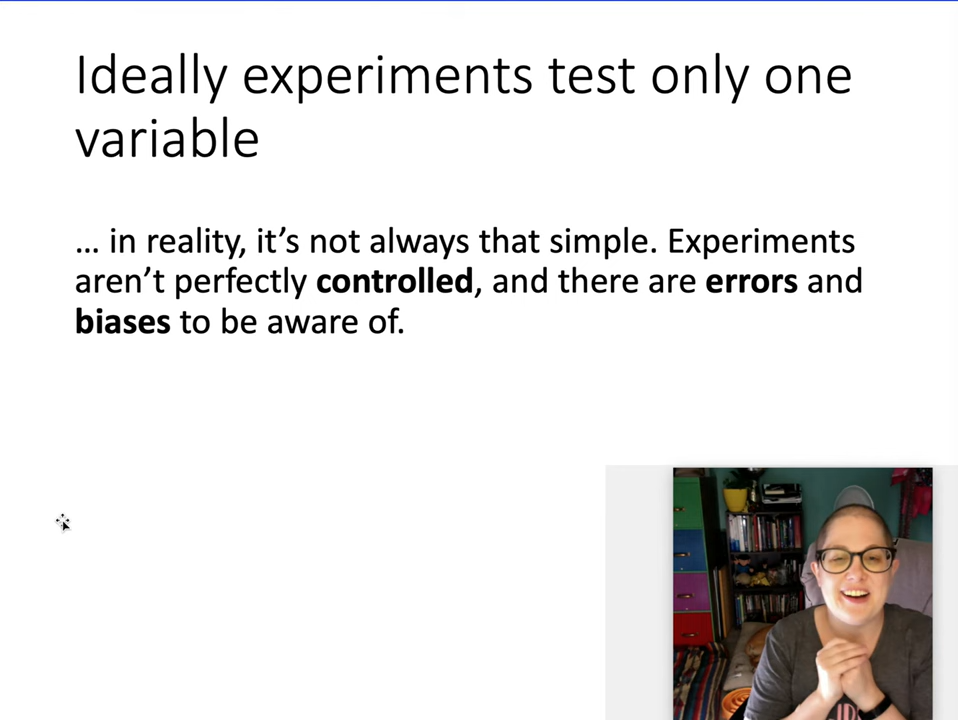 Ideally experiments test only one
variable
… in reality, it’s not always that simple. Experiments
aren’t perfectly controlled, and there are errors and
biases to be aware of.